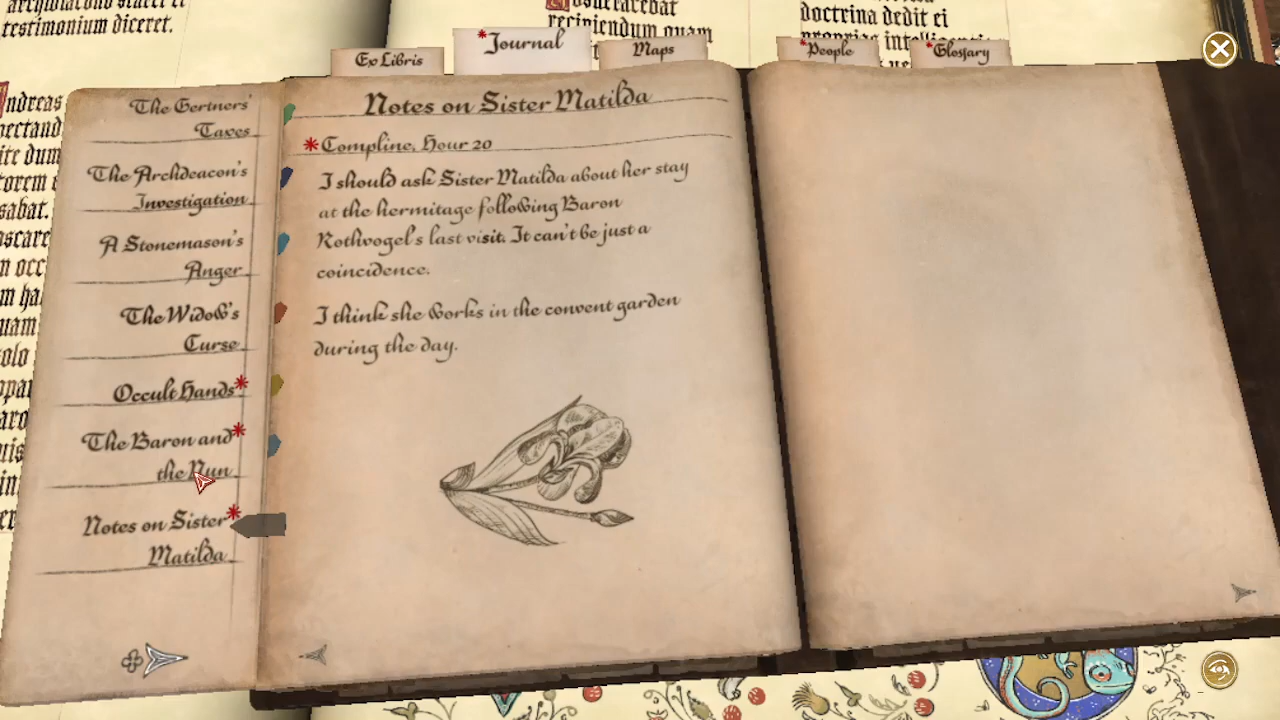 testimonium diceret.
recipiendum quam
doctrina dedit ei
Ex Libris
*Journal
Maps
*People
*Glossary
The Gertners'
Taxes
The Archdeacon's
Investigation
A Stonemason's
Anger
The Widow's
Curse
Occult Hands*
The Baron and*
the Nun
Notes on Sister*
Matilda
Notes on Sister Matilda
*Compline, Hour 20
I should ask Sister Matilda about her stay
at the hermitage following Baron
Rothvogel's last visit. It can't be just a
coincidence.
I think she works in the convent garden
during the day.